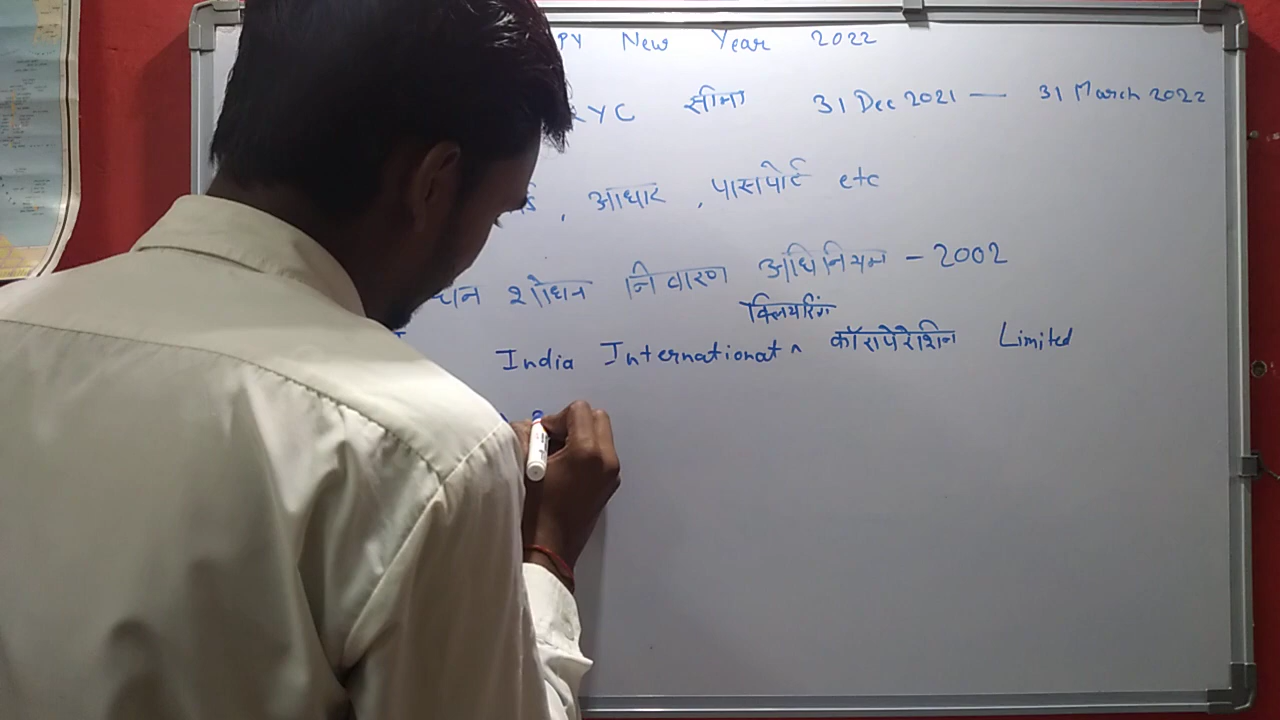 PY New Year 2022
KYC सीमा 31 Dec 2021 — 31 March 2022
, आधार , पासपोर्ट etc
धन शोधन निवारण अधिनियम - 2002
क्लियरिंग
India International ^ कॉरापेरेशिन Limited